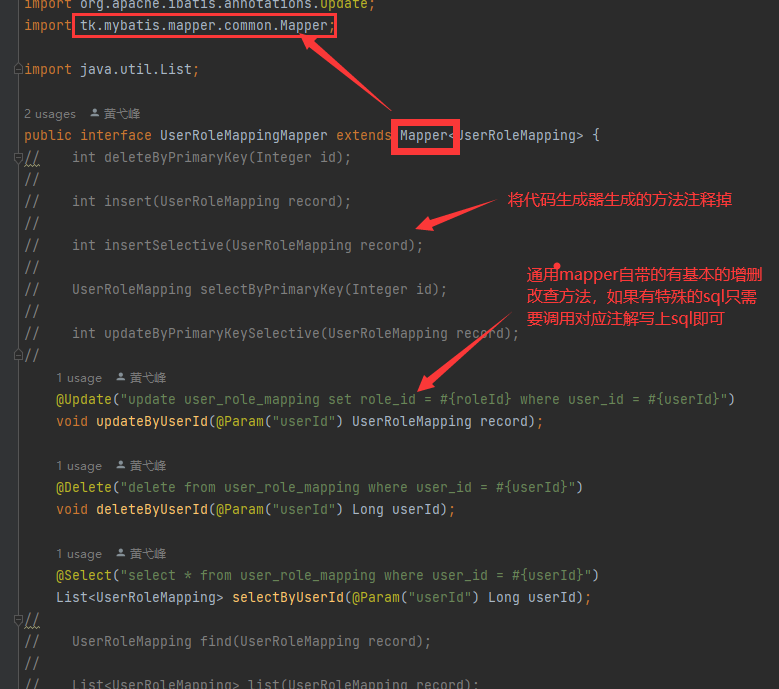 import org.apache.ibatis.annotations.Update;
import tk.mybatis.mapper.common.Mapper;
import java.util.List;
2 usages 黄弋峰
public interface UserRoleMappingMapper extends Mapper<UserRoleMapping> {
// int deleteByPrimaryKey(Integer id);
//
// int insert(UserRoleMapping record);
将代码生成器生成的方法注释掉
//
// int insertSelective(UserRoleMapping record);
//
通用mapper自带的有基本的增删
改查方法，如果有特殊的sql只需
要调用对应注解写上sql即可
// UserRoleMapping selectByPrimaryKey(Integer id);
//
// int updateByPrimaryKeySelective(UserRoleMapping record);
//
1 usage 黄弋峰
@Update("update user_role_mapping set role_id = #{roleId} where user_id = #{userId}")
void updateByUserId(@Param("userId") UserRoleMapping record);
1 usage 黄弋峰
@Delete("delete from user_role_mapping where user_id = #{userId}")
void deleteByUserId(@Param("userId") Long userId);
1 usage 黄弋峰
@Select("select * from user_role_mapping where user_id = #{userId}")
List<UserRoleMapping> selectByUserId(@Param("userId") Long userId);
//
// UserRoleMapping find(UserRoleMapping record);
//
// List<UserRoleMapping> list(UserRoleMapping record);